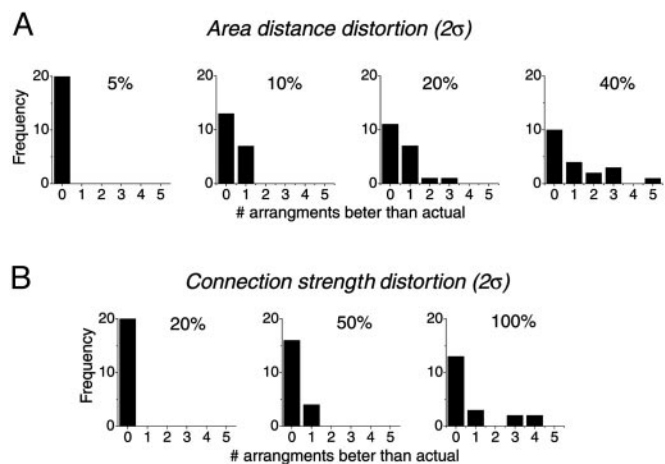 A
Area distance distortion (2σ)
5%
10%
20%
40%
Frequency
20
10
0
20
10
0
20
10
0
20
10
0
0 1 2 3 4 5
0 1 2 3 4 5
0 1 2 3 4 5
0 1 2 3 4 5
# arrangments beter than actual
B
Connection strength distortion (2σ)
20%
50%
100%
Frequency
20
10
0
20
10
0
20
10
0
0 1 2 3 4 5
0 1 2 3 4 5
0 1 2 3 4 5
# arrangments beter than actual